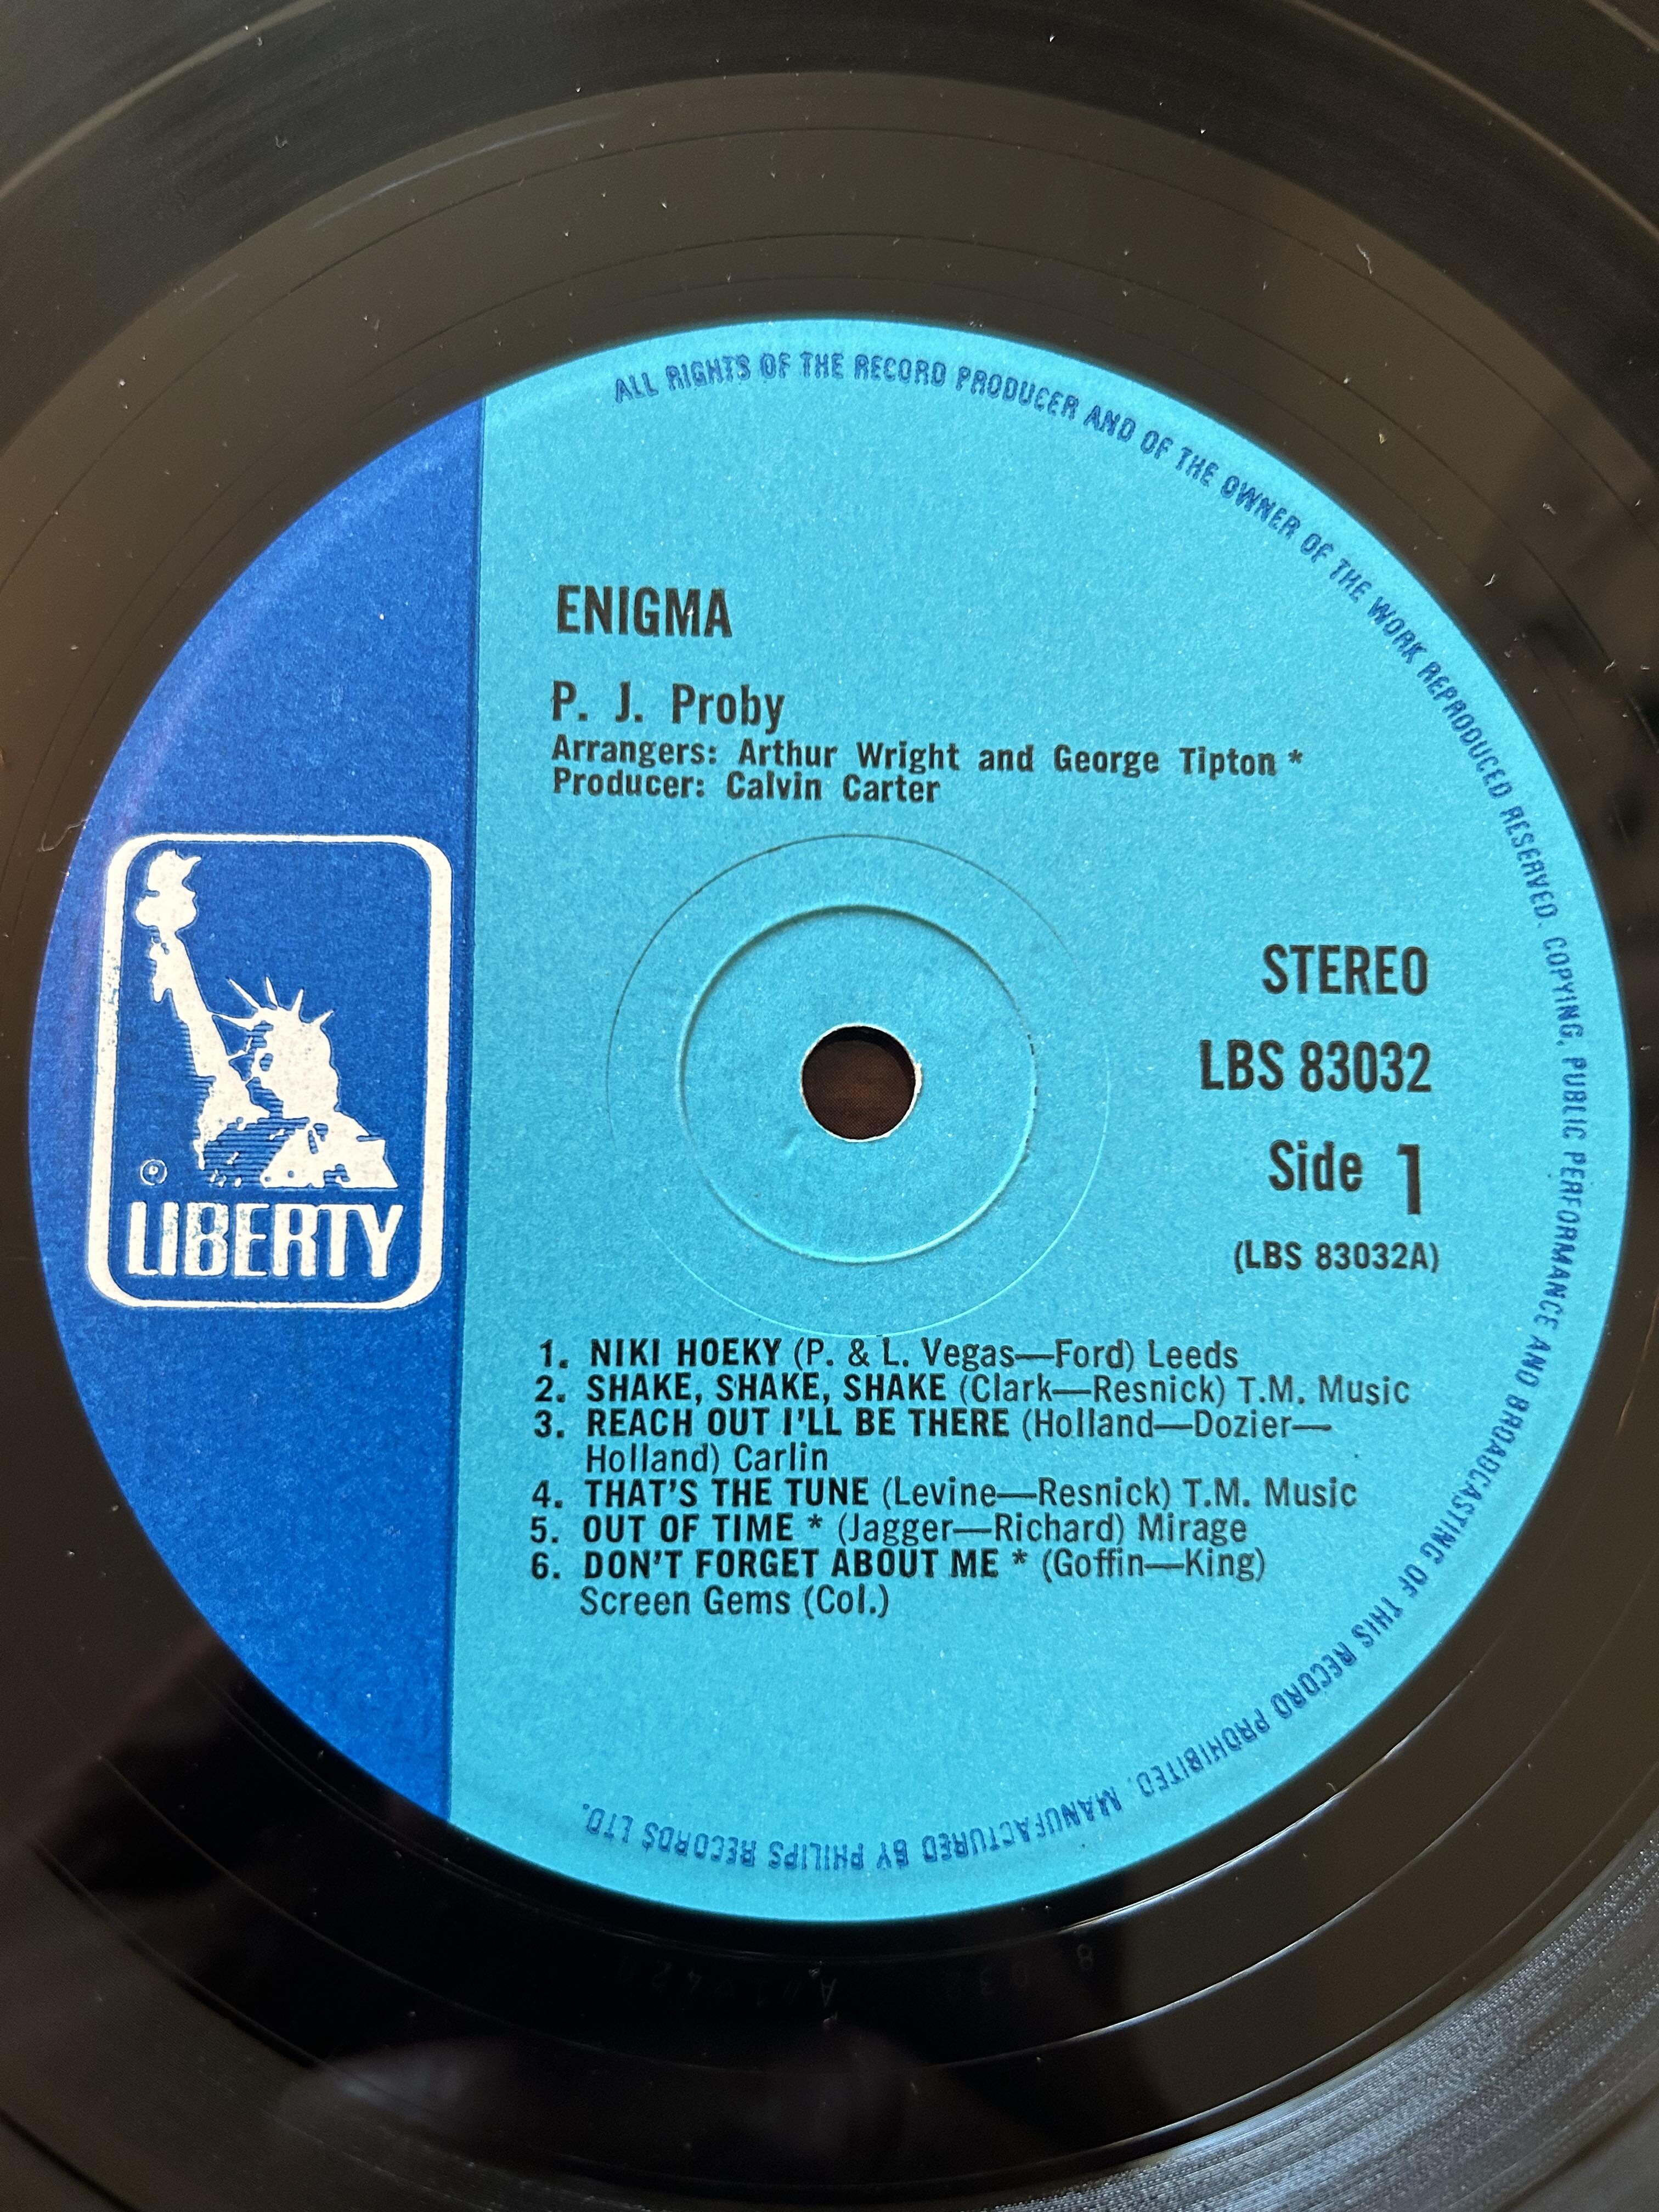 ALL RIGHTS OF THE RECORD PRODUCER AND OF THE OWNER OF THE WORK REPRODUCED RESERVED. COPYING, PUBLIC PERFORMANCE AND BROADCASTING OF THIS RECORD PROHIBITED. MANUFACTURED BY PHILIPS RECORDS LTD.
ENIGMA
P. J. Proby
Arrangers: Arthur Wright and George Tipton *
Producer: Calvin Carter
LIBERTY
STEREO
LBS 83032
Side 1
(LBS 83032A)
1. NIKI HOEKY (P. & L. Vegas—Ford) Leeds
2. SHAKE, SHAKE, SHAKE (Clark—Resnick) T.M. Music
3. REACH OUT I'LL BE THERE (Holland—Dozier—
Holland) Carlin
4. THAT'S THE TUNE (Levine—Resnick) T.M. Music
5. OUT OF TIME * (Jagger—Richard) Mirage
6. DON'T FORGET ABOUT ME * (Goffin—King)
Screen Gems (Col.)